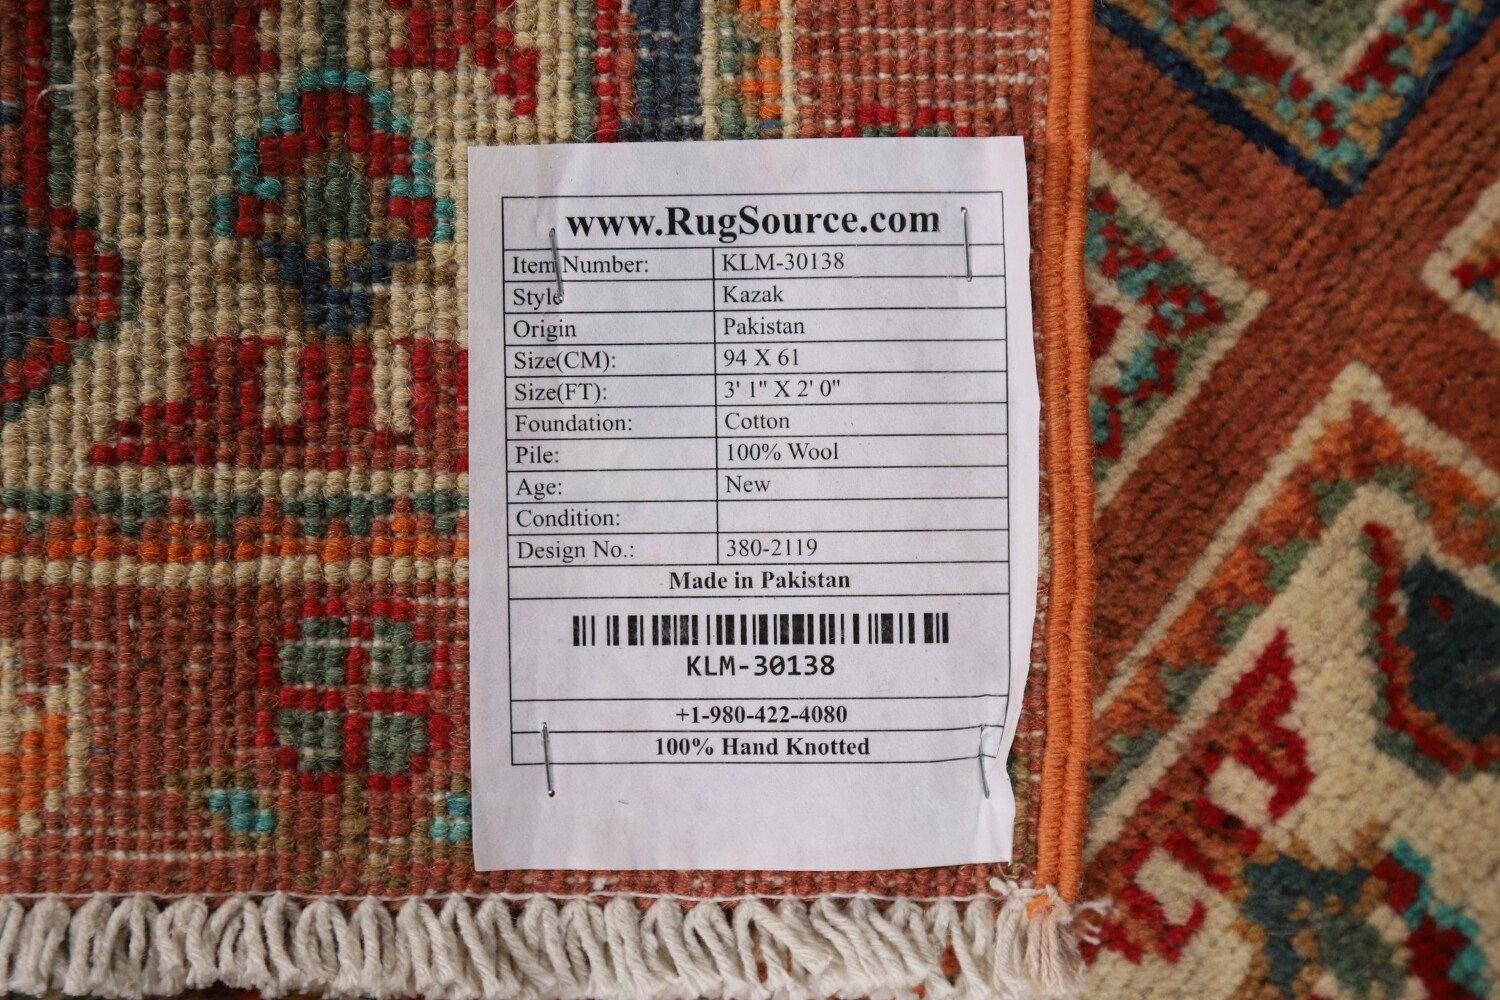 www.RugSource.com
Item Number: KLM-30138
Style Kazak
Origin Pakistan
Size(CM): 94 X 61
Size(FT): 3' 1" X 2' 0"
Foundation: Cotton
Pile: 100% Wool
Age: New
Condition:
Design No.: 380-2119
Made in Pakistan
KLM-30138
+1-980-422-4080
100% Hand Knotted